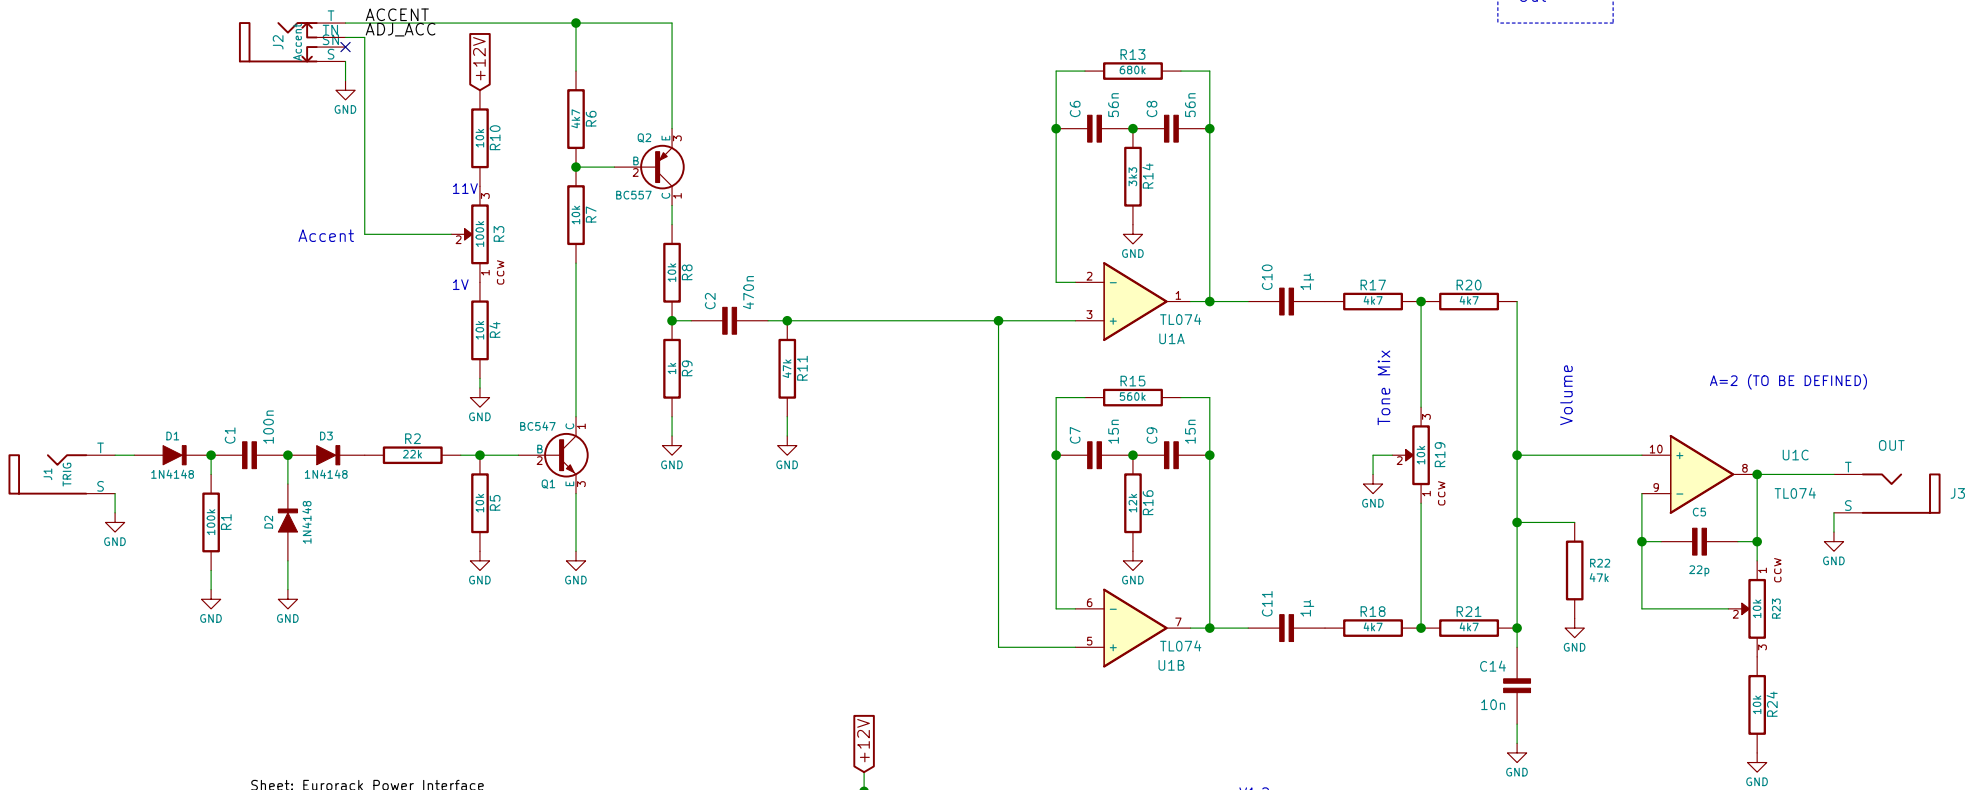 T
ACCENT
IN
ADJ_ACC
SN
S
J2
Accent
GND
+12V
10k
R10
11V
3
100k
R3
2
Accent
1
CCW
1V
10k
R4
GND
4k7
R6
Q2
E
3
B
2
BC557
C
1
10k
R7
10k
R8
C2
470n
1k
R9
GND
47k
R11
GND
J1
TRIG
T
S
GND
D1
1N4148
C1
100n
100k
R1
GND
D2
1N4148
GND
D3
1N4148
R2
22k
10k
R5
GND
BC547
C
1
B
2
Q1
E
3
GND
R13
680k
C6
56n
C8
56n
3k3
R14
GND
2
−
3
+
1
TL074
U1A
R15
560k
C7
15n
C9
15n
12k
R16
GND
6
−
5
+
7
TL074
U1B
C10
1µ
R17
4k7
R20
4k7
Tone Mix
3
10k
R19
2
1
CCW
GND
C11
1µ
R18
4k7
R21
4k7
C14
10n
GND
Volume
R22
47k
GND
A=2 (TO BE DEFINED)
10
+
9
−
8
U1C
TL074
C5
22p
1
CCW
10k
R23
2
3
10k
R24
GND
OUT
T
S
J3
GND
+12V
Sheet: Eurorack Power Interface